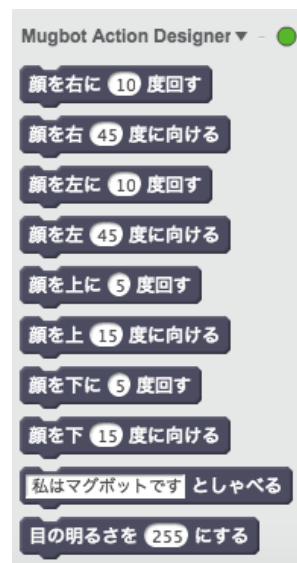 Mugbot Action Designer▼ -
顔を右に 10 度回す
顔を右 45 度に向ける
顔を左に 10 度回す
顔を左 45 度に向ける
顔を上に 5 度回す
顔を上 15 度に向ける
顔を下に 5 度回す
顔を下 15 度に向ける
私はマグボットです としゃべる
目の明るさを 255 にする